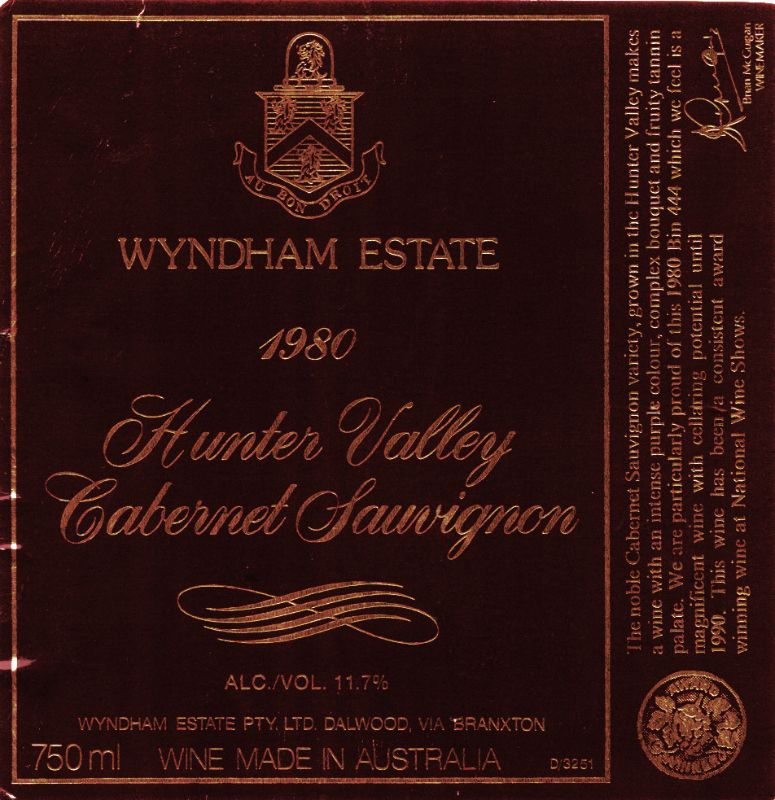 AU BON DROIT
WYNDHAM ESTATE
1980
Hunter Valley
Cabernet Sauvignon
ALC./VOL. 11.7%
WYNDHAM ESTATE PTY. LTD. DALWOOD, VIA BRANXTON
750 ml WINE MADE IN AUSTRALIA D/3251
The noble Cabernet Sauvignon variety, grown in the Hunter Valley makes
a wine with an intense purple colour, complex bouquet and fruity tannin
palate. We are particularly proud of this 1980 Bin 444 which we feel is a
magnificent wine with cellaring potential until
1990. This wine has been a consistent award
winning wine at National Wine Shows.
Brian McGuigan
WINEMAKER
AWARD